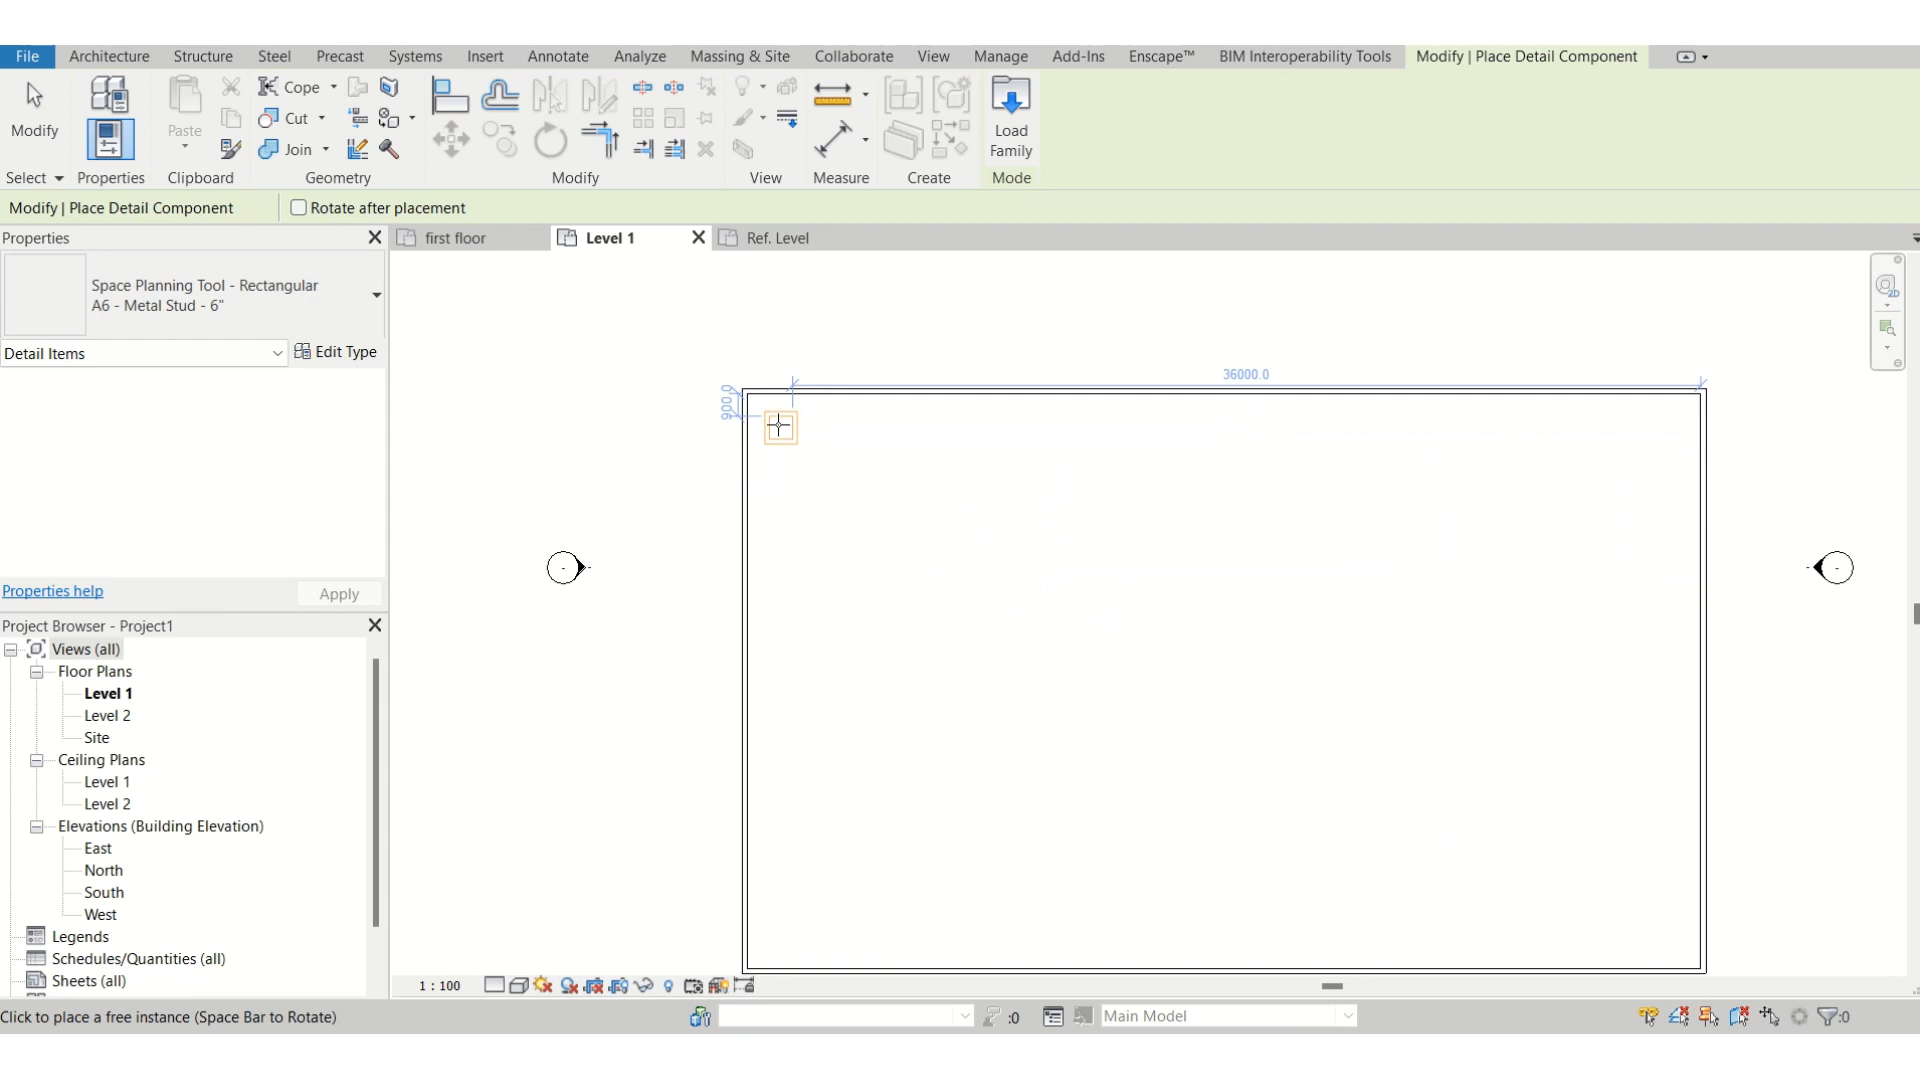 File Architecture Structure Steel Precast Systems Insert Annotate Analyze Massing & Site Collaborate View Manage Add-Ins Enscape™ BIM Interoperability Tools Modify | Place Detail Component
Modify
Paste
Cope
Cut
Join
Load
Family
Select Properties Clipboard Geometry Modify View Measure Create Mode
Modify | Place Detail Component Rotate after placement
Properties
first floor Level 1 Ref. Level
Space Planning Tool - Rectangular
A6 - Metal Stud - 6"
Detail Items Edit Type
36000.0
900.0
2D
Properties help Apply
Project Browser - Project1
Views (all)
Floor Plans
Level 1
Level 2
Site
Ceiling Plans
Level 1
Level 2
Elevations (Building Elevation)
East
North
South
West
Legends
Schedules/Quantities (all)
Sheets (all)
1 : 100
Click to place a free instance (Space Bar to Rotate) :0 Main Model :0